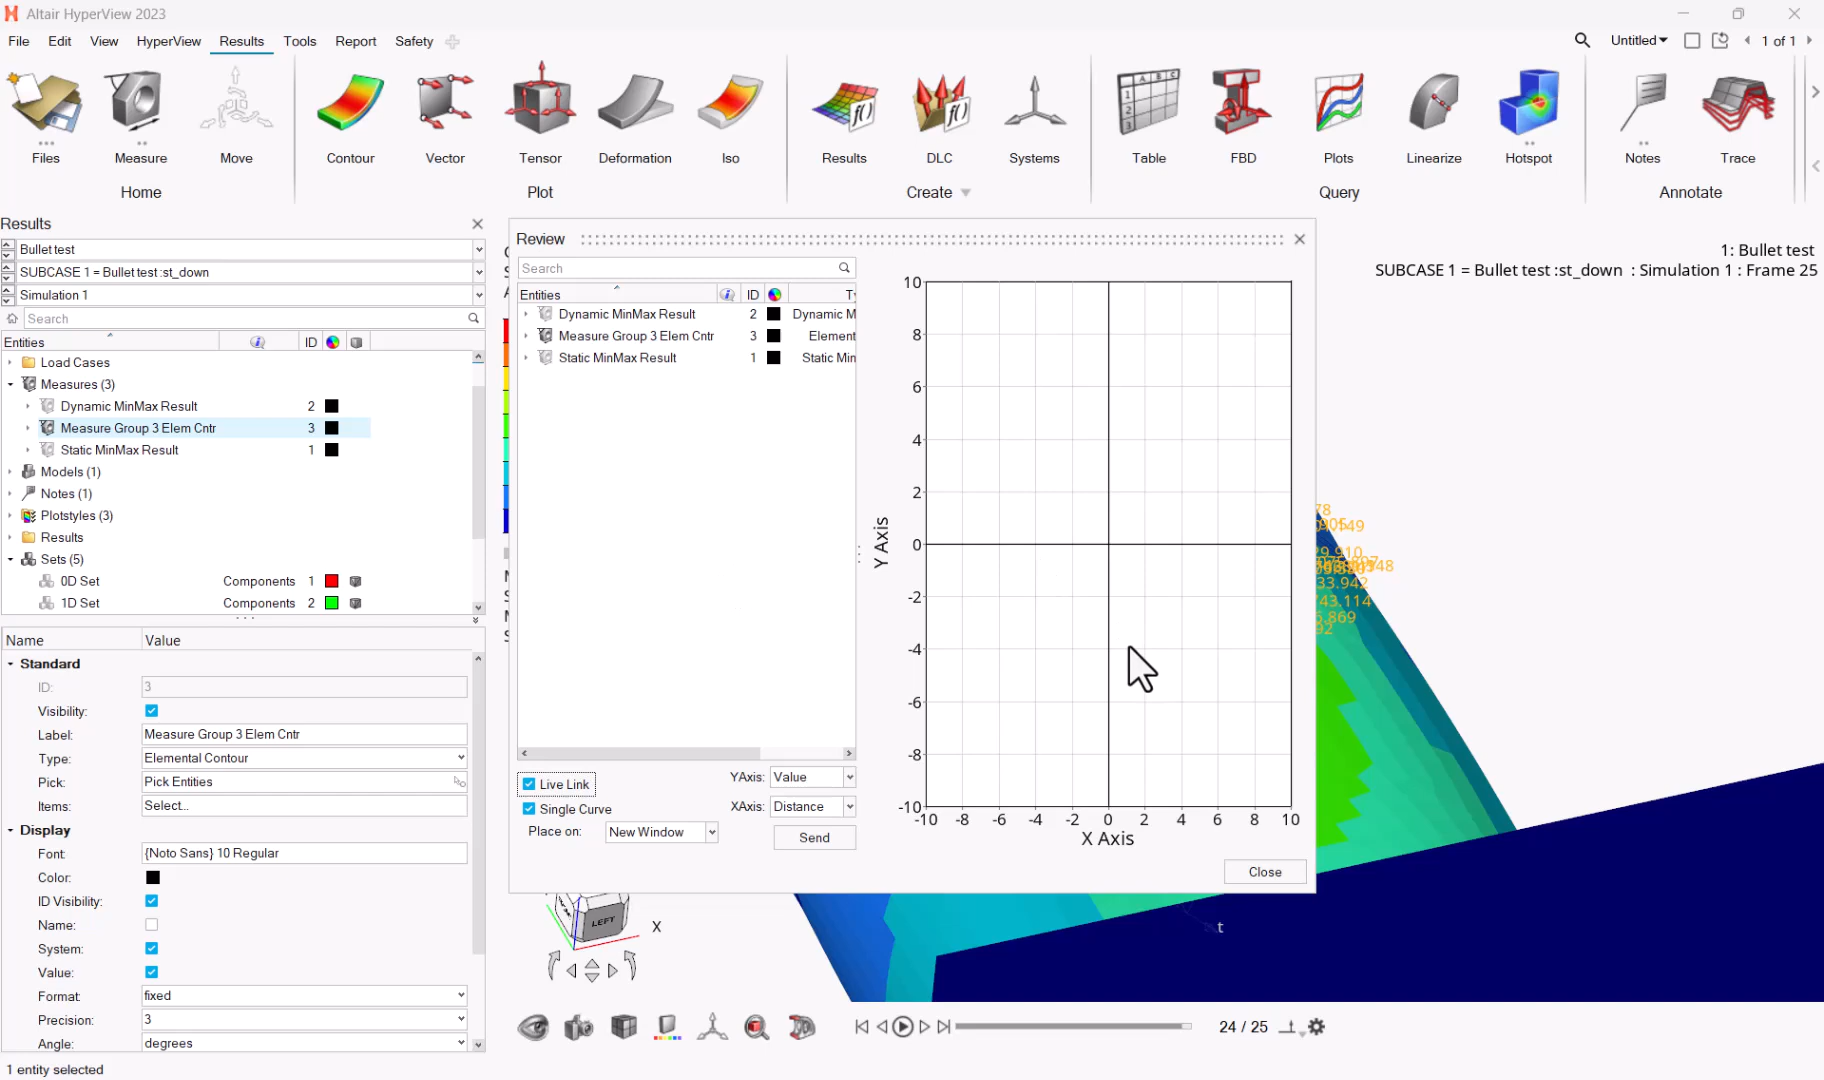 Altair HyperView 2023
File Edit View HyperView Results Tools Report Safety
Untitled 1 of 1
Files Measure Move Contour Vector Tensor Deformation Iso Results DLC Systems Table FBD Plots Linearize Hotspot Notes Trace
Home Plot Create Query Annotate
Results
Bullet test
SUBCASE 1 = Bullet test :st_down
Simulation 1
Search
Entities ID
Load Cases
Measures (3)
Dynamic MinMax Result 2
Measure Group 3 Elem Cntr 3
Static MinMax Result 1
Models (1)
Notes (1)
Plotstyles (3)
Results
Sets (5)
0D Set Components 1
1D Set Components 2
Name Value
Standard
ID: 3
Visibility:
Label: Measure Group 3 Elem Cntr
Type: Elemental Contour
Pick: Pick Entities
Items: Select...
Display
Font: {Noto Sans} 10 Regular
Color:
ID Visibility:
Name:
System:
Value:
Format: fixed
Precision: 3
Angle: degrees
1 entity selected
Review
Search
Entities ID Ty
Dynamic MinMax Result 2 Dynamic M
Measure Group 3 Elem Cntr 3 Element
Static MinMax Result 1 Static Min
Live Link
Single Curve
Place on: New Window
YAxis: Value
XAxis: Distance
Send
10
8
6
4
2
0
-2
-4
-6
-8
-10
Y Axis
-10 -8 -6 -4 -2 0 2 4 6 8 10
X Axis
Close
1: Bullet test
SUBCASE 1 = Bullet test :st_down : Simulation 1 : Frame 25
78
33.942
743.114
5.869
92
LEFT
X
t
24 / 25